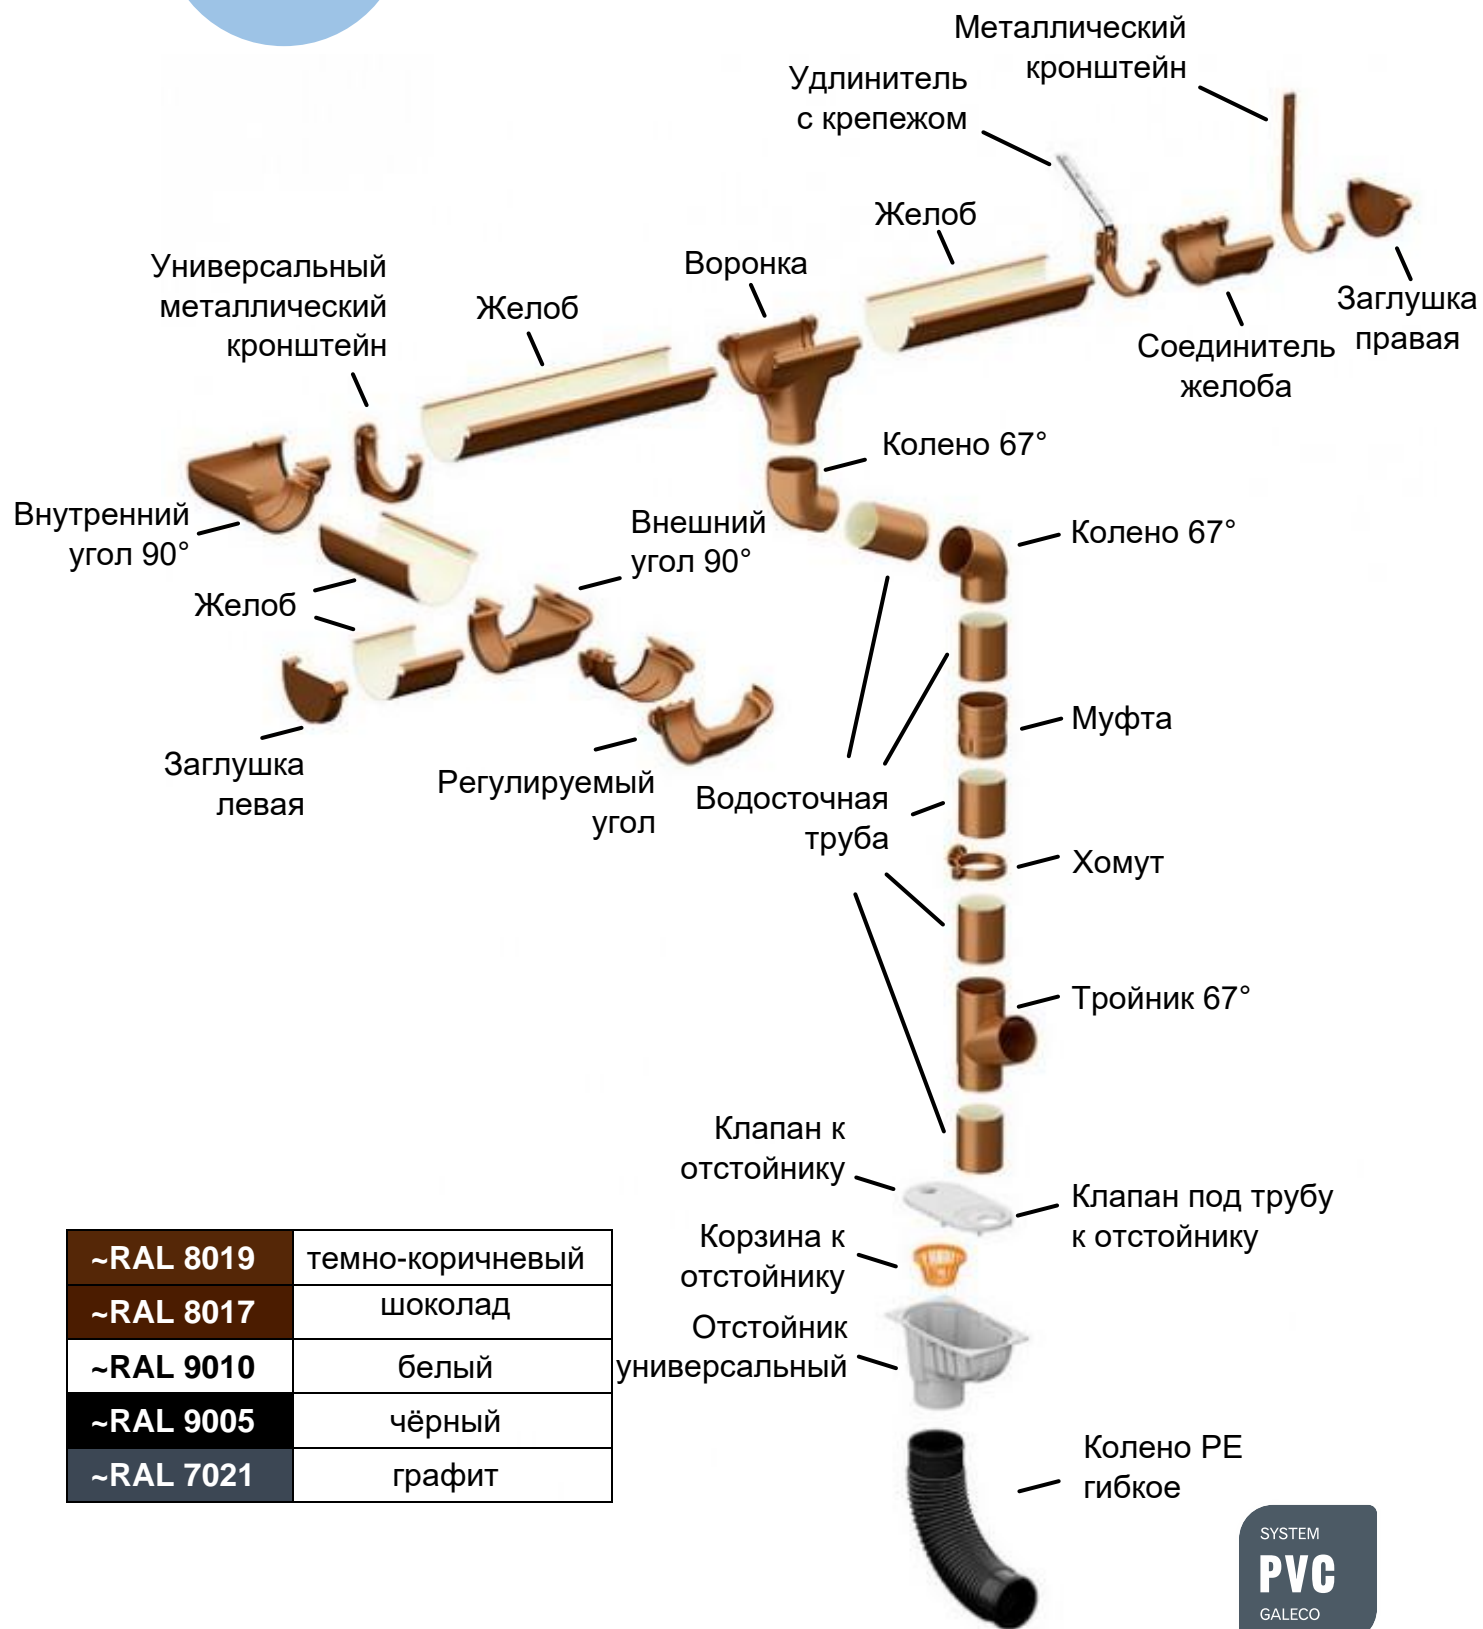 Металлический
кронштейн
Удлинитель
с крепежом
Желоб
Воронка
Универсальный
металлический
кронштейн
Желоб
Заглушка
правая
Соединитель
желоба
Колено 67°
Внутренний
угол 90°
Внешний
угол 90°
Колено 67°
Желоб
Муфта
Заглушка
левая
Регулируемый
угол
Водосточная
труба
Хомут
Тройник 67°
Клапан к
отстойнику
Клапан под трубу
к отстойнику
Корзина к
отстойнику
Отстойник
универсальный
~RAL 8019 темно-коричневый
~RAL 8017 шоколад
~RAL 9010 белый
~RAL 9005 чёрный
~RAL 7021 графит
Колено PE
гибкое
SYSTEM
PVC
GALECO